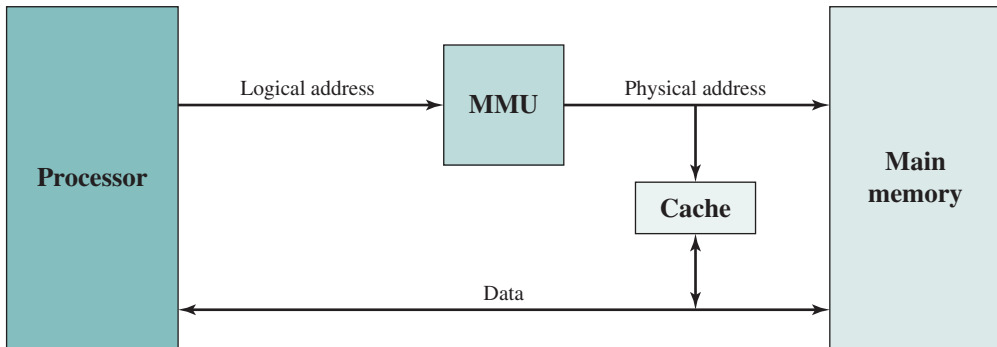 Logical address
Physical address
MMU
Processor
Main
memory
Cache
Data